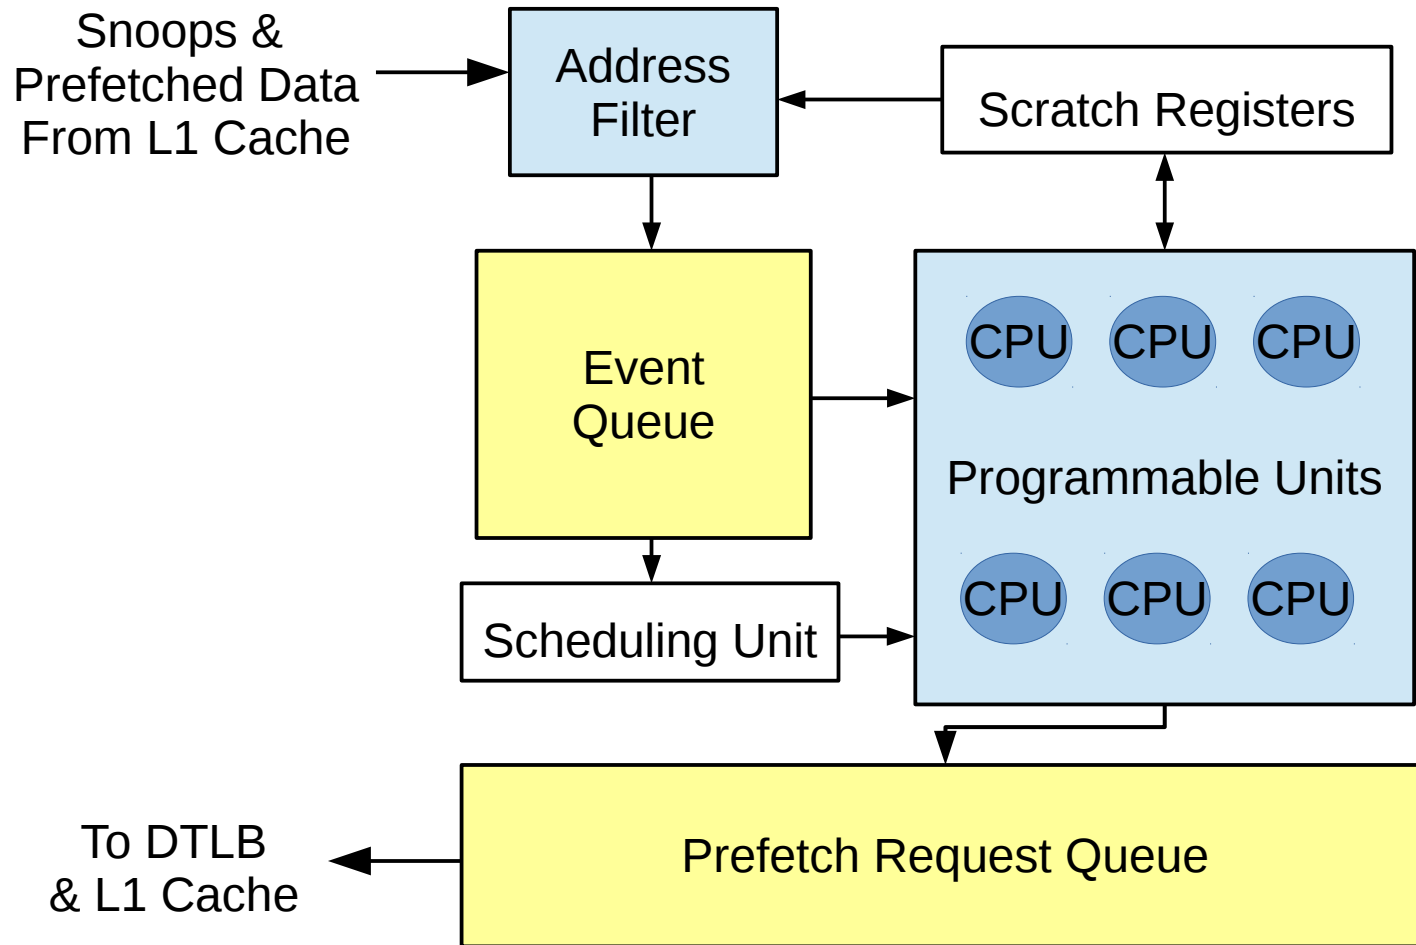 Snoops &
Prefetched Data
From L1 Cache
Address
Filter
Scratch Registers
Event
Queue
CPU CPU CPU
Programmable Units
CPU CPU CPU
Scheduling Unit
To DTLB
& L1 Cache
Prefetch Request Queue